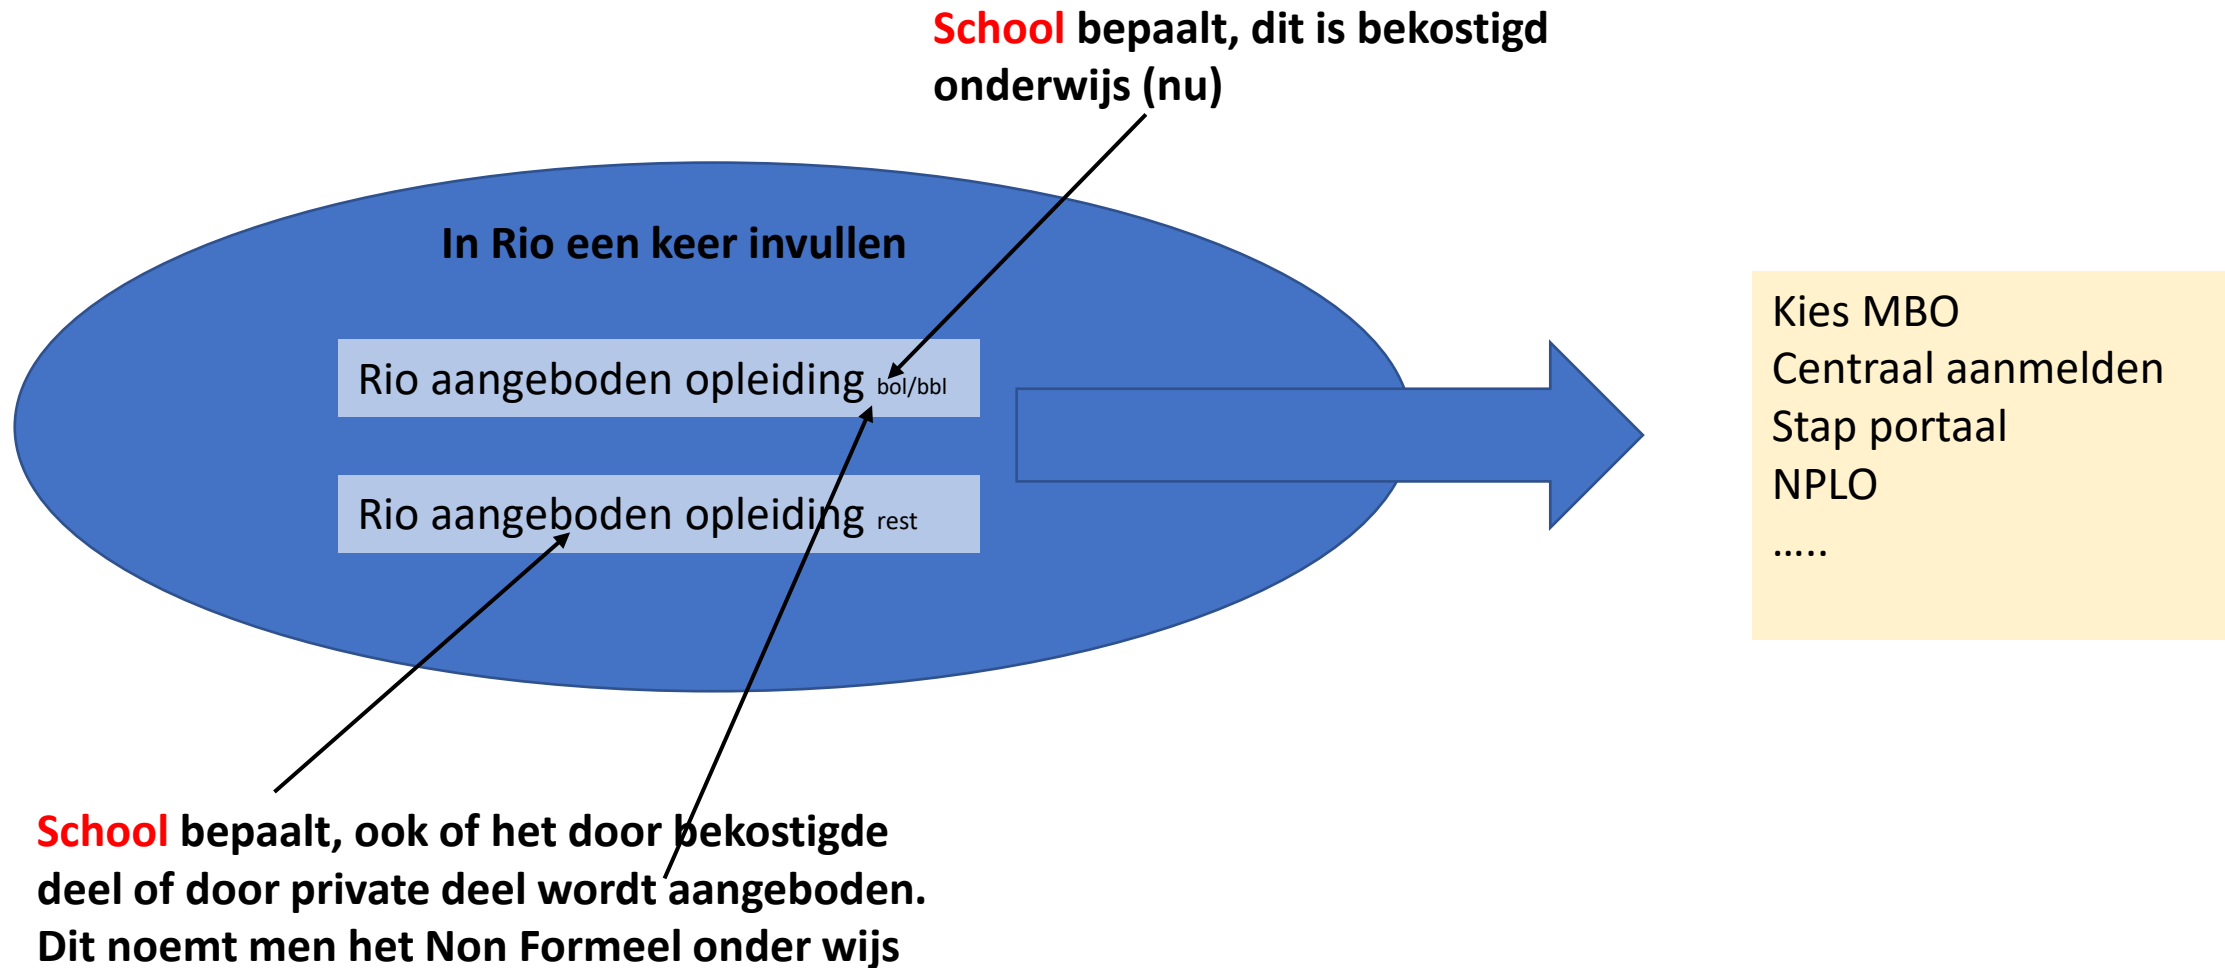 School bepaalt, dit is bekostigd
onderwijs (nu)
In Rio een keer invullen
Rio aangeboden opleiding bol/bbl
Rio aangeboden opleiding rest
Kies MBO
Centraal aanmelden
Stap portaal
NPLO
…..
School bepaalt, ook of het door bekostigde
deel of door private deel wordt aangeboden.
Dit noemt men het Non Formeel onder wijs